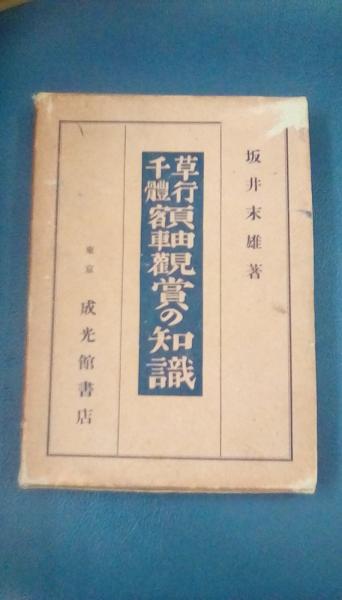 坂井末雄著
草行
千體
額軸觀賞の知識
東京
成光館書店